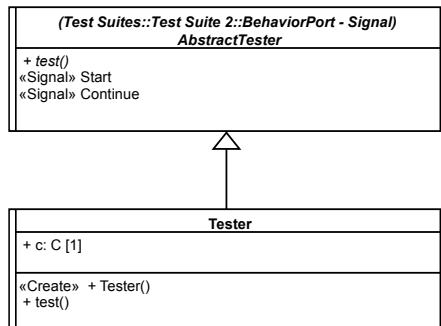 (Test Suites::Test Suite 2::BehaviorPort - Signal)
AbstractTester
+ test()
«Signal» Start
«Signal» Continue
Tester
+ c: C [1]
«Create» + Tester()
+ test()